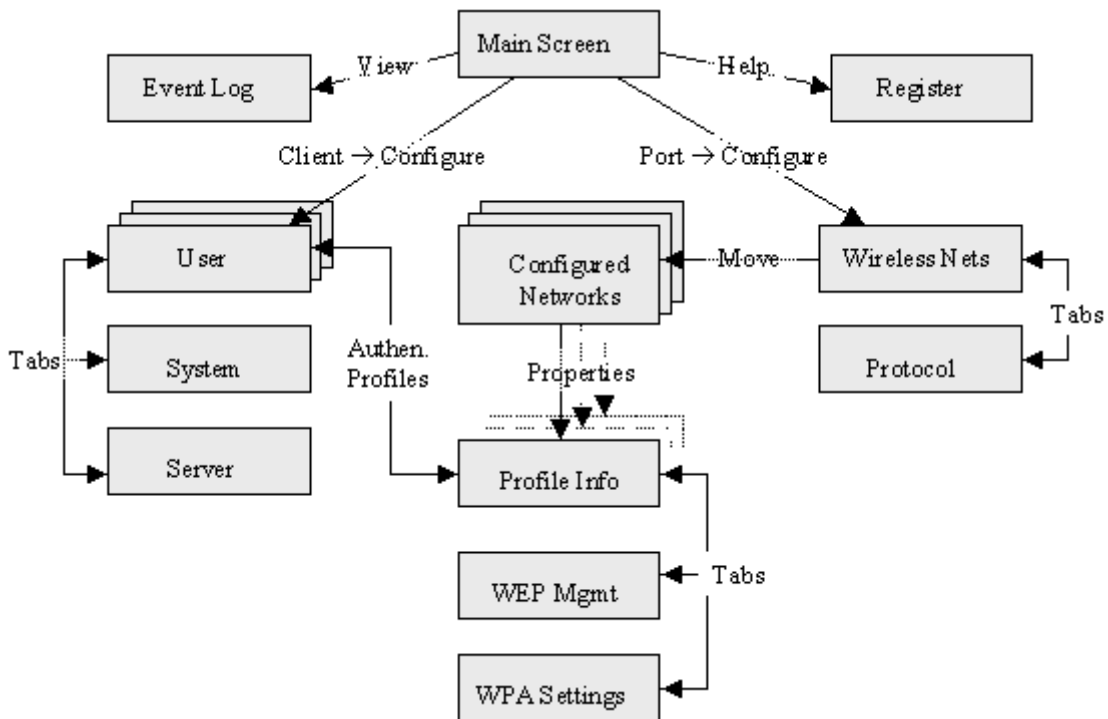 Main Screen
View
Help
Event Log
Register
Client → Configure
Port → Configure
User
Configured
Networks
Move
Wireless Nets
Tabs
Tabs
System
Authen.
Profiles
Properties
Protocol
Server
Profile Info
WEP Mgmt
Tabs
WPA Settings